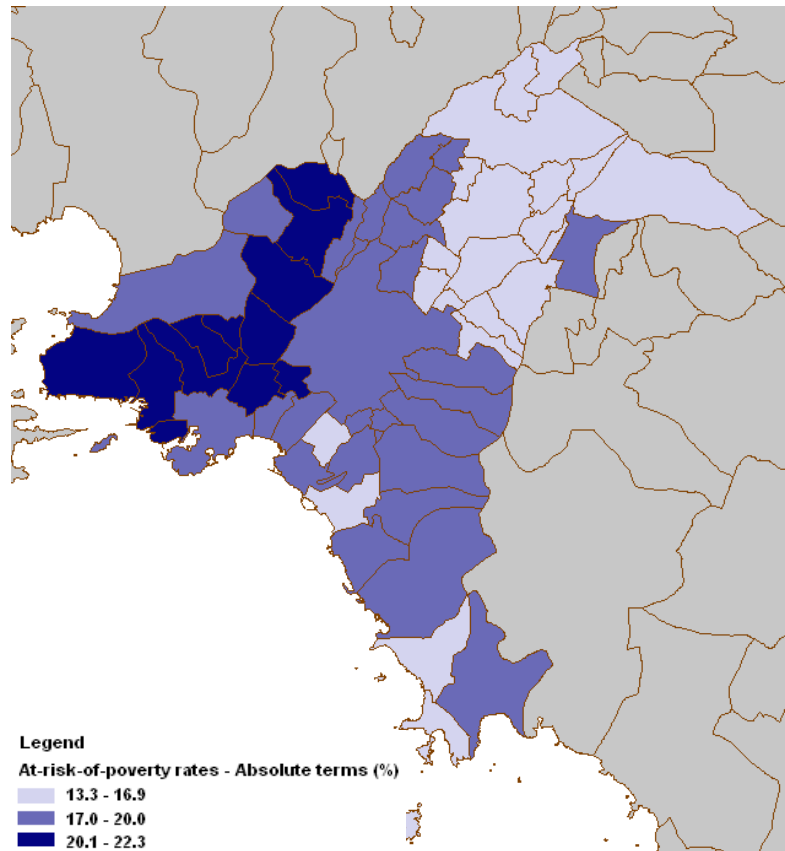 Legend
At-risk-of-poverty rates - Absolute terms (%)
13.3 - 16.9
17.0 - 20.0
20.1 - 22.3